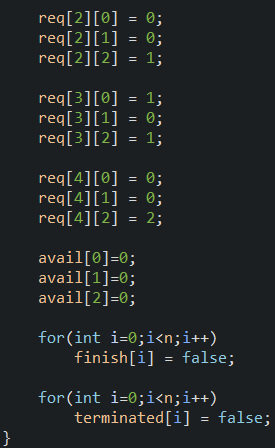 req[2][0] = 0;
req[2][1] = 0;
req[2][2] = 1;
req[3][0] = 1;
req[3][1] = 0;
req[3][2] = 1;
req[4][0] = 0;
req[4][1] = 0;
req[4][2] = 2;
avail[0]=0;
avail[1]=0;
avail[2]=0;
for(int i=0;i<n;i++)
finish[i] = false;
for(int i=0;i<n;i++)
terminated[i] = false;
}